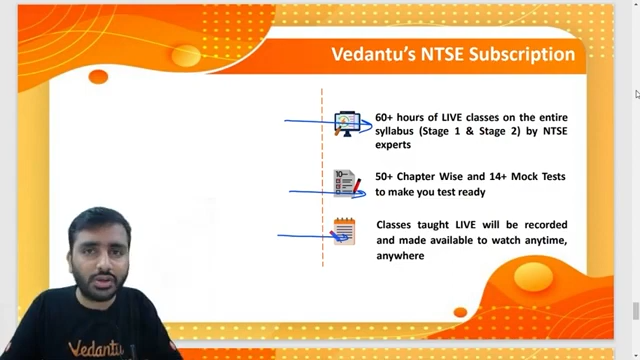 Vedantu's NTSE Subscription
60+ hours of LIVE classes on the entire
syllabus (Stage 1 & Stage 2) by NTSE
experts
50+ Chapter Wise and 14+ Mock Tests
to make you test ready
Classes taught LIVE will be recorded
and made available to watch anytime,
anywhere
Vedantu